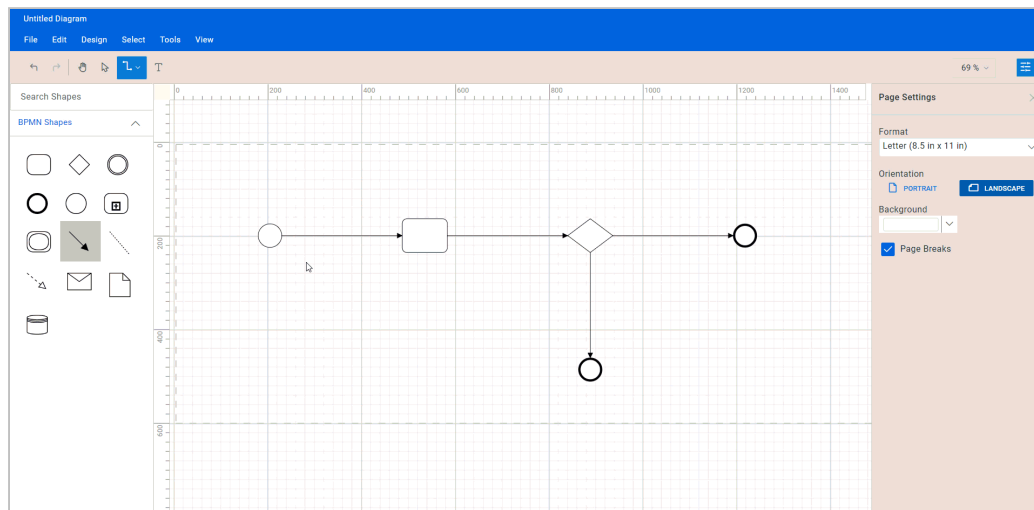 Untitled Diagram
File Edit Design Select Tools View
T 69 %
Search Shapes
BPMN Shapes
0 200 400 600 800 1000 1200 1400
0
200
400
600
Page Settings
Format
Letter (8.5 in x 11 in)
Orientation
PORTRAIT LANDSCAPE
Background
Page Breaks